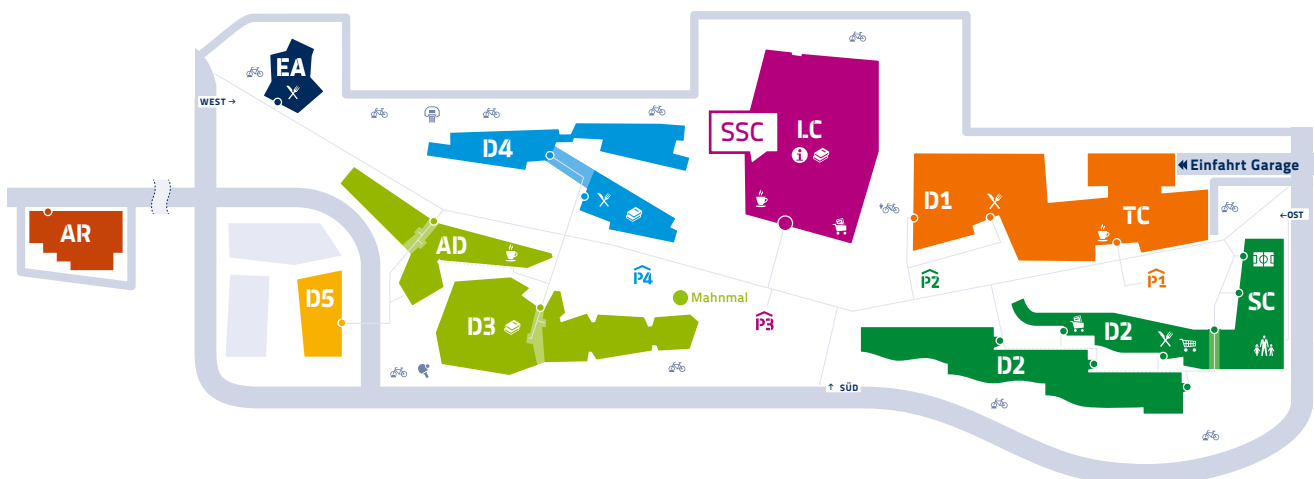 EA
WEST →
SSC
LC
D4
D1
TC
Einfahrt Garage
← OST
AR
AD
D5
D3
P4
Mahnmal
P3
P2
P1
SC
D2
D2
↑ SÜD